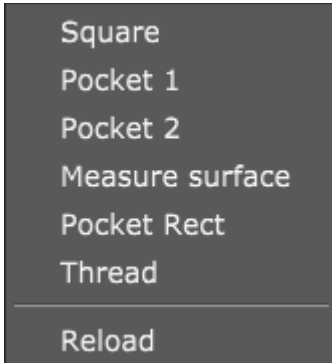 Square
Pocket 1
Pocket 2
Measure surface
Pocket Rect
Thread
Reload